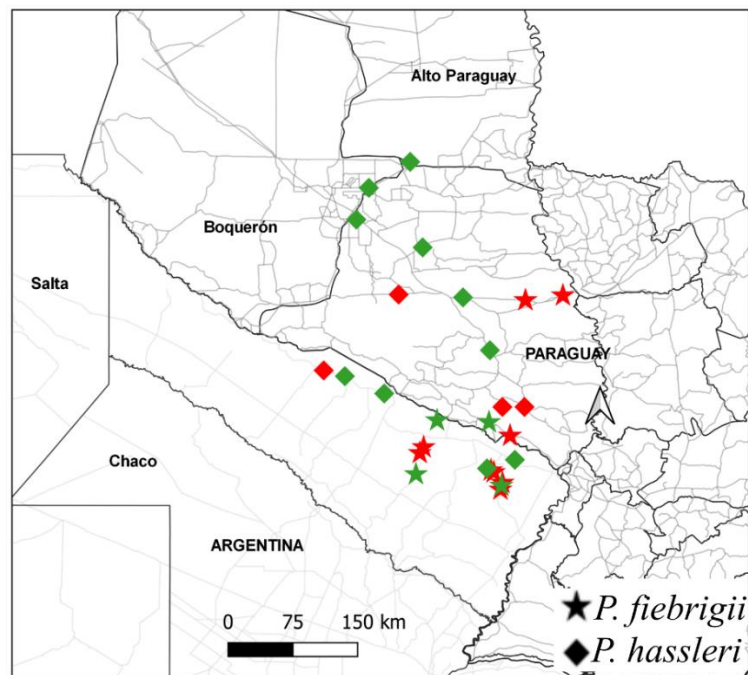 Alto Paraguay
Boquerón
Salta
PARAGUAY
Chaco
ARGENTINA
0 75 150 km
P. fiebrigii
P. hassleri